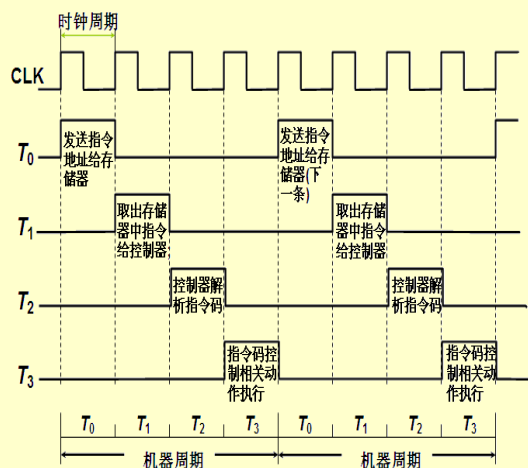 时钟周期
CLK
T0
发送指令
地址给存
储器
发送指令
地址给存
储器(下
一条)
T1
取出存储
器中指令
给控制器
取出存储
器中指令
给控制器
T2
控制器解
析指令码
控制器解
析指令码
T3
指令码控
制相关动
作执行
指令码控
制相关动
作执行
T0 T1 T2 T3 T0 T1 T2 T3
机器周期 机器周期